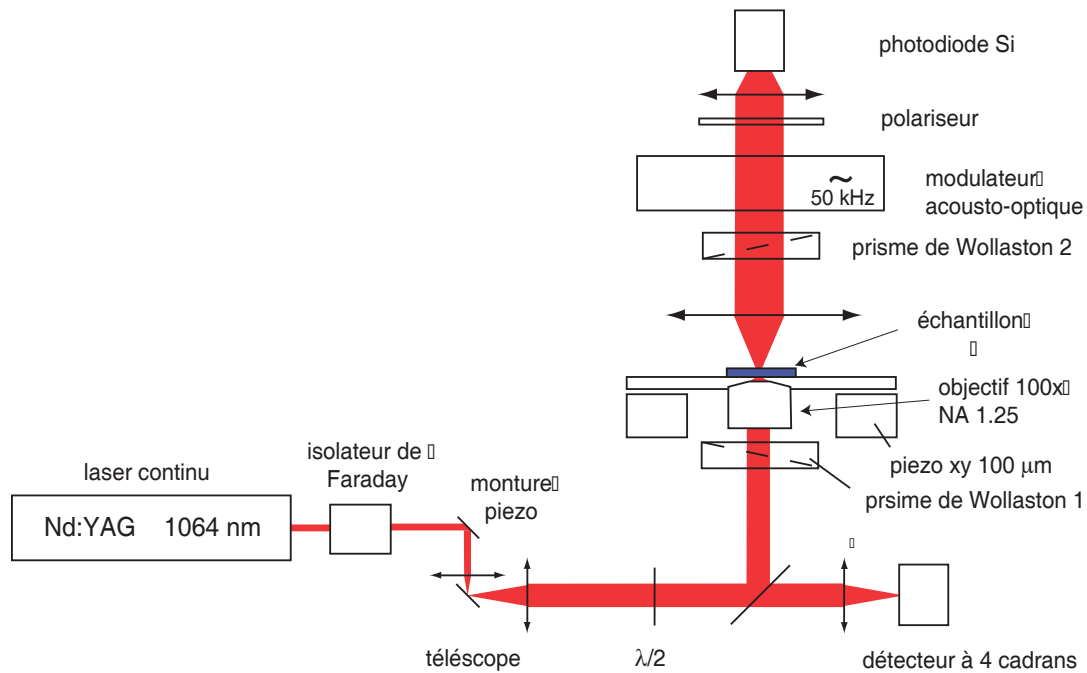 photodiode Si
polariseur
~
50 kHz
modulateur
acousto-optique
prisme de Wollaston 2
échantillon
objectif 100x
NA 1.25
piezo xy 100 µm
prsime de Wollaston 1
isolateur de
Faraday
monture
piezo
laser continu
Nd:YAG 1064 nm
téléscope
λ/2
détecteur à 4 cadrans